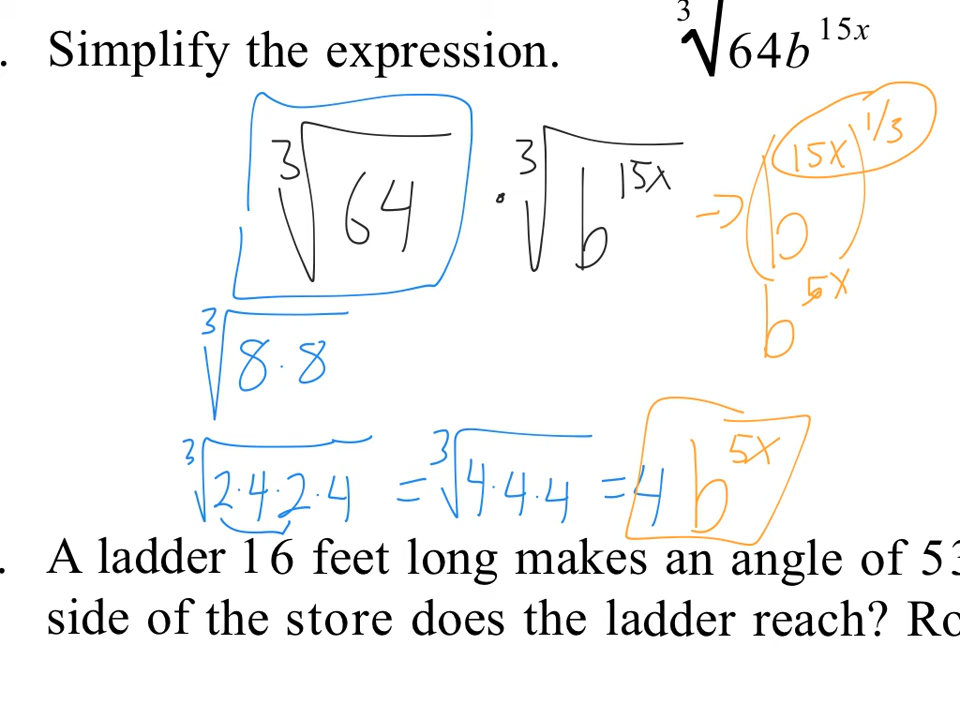 . Simplify the expression. ∛64b^15x
∛64 · ∛b^15x → (b^15x)^1/3
b^5x
∛8·8
∛2·4·2·4 = ∛4·4·4 = 4b^5x
. A ladder 16 feet long makes an angle of 53
side of the store does the ladder reach? Ro